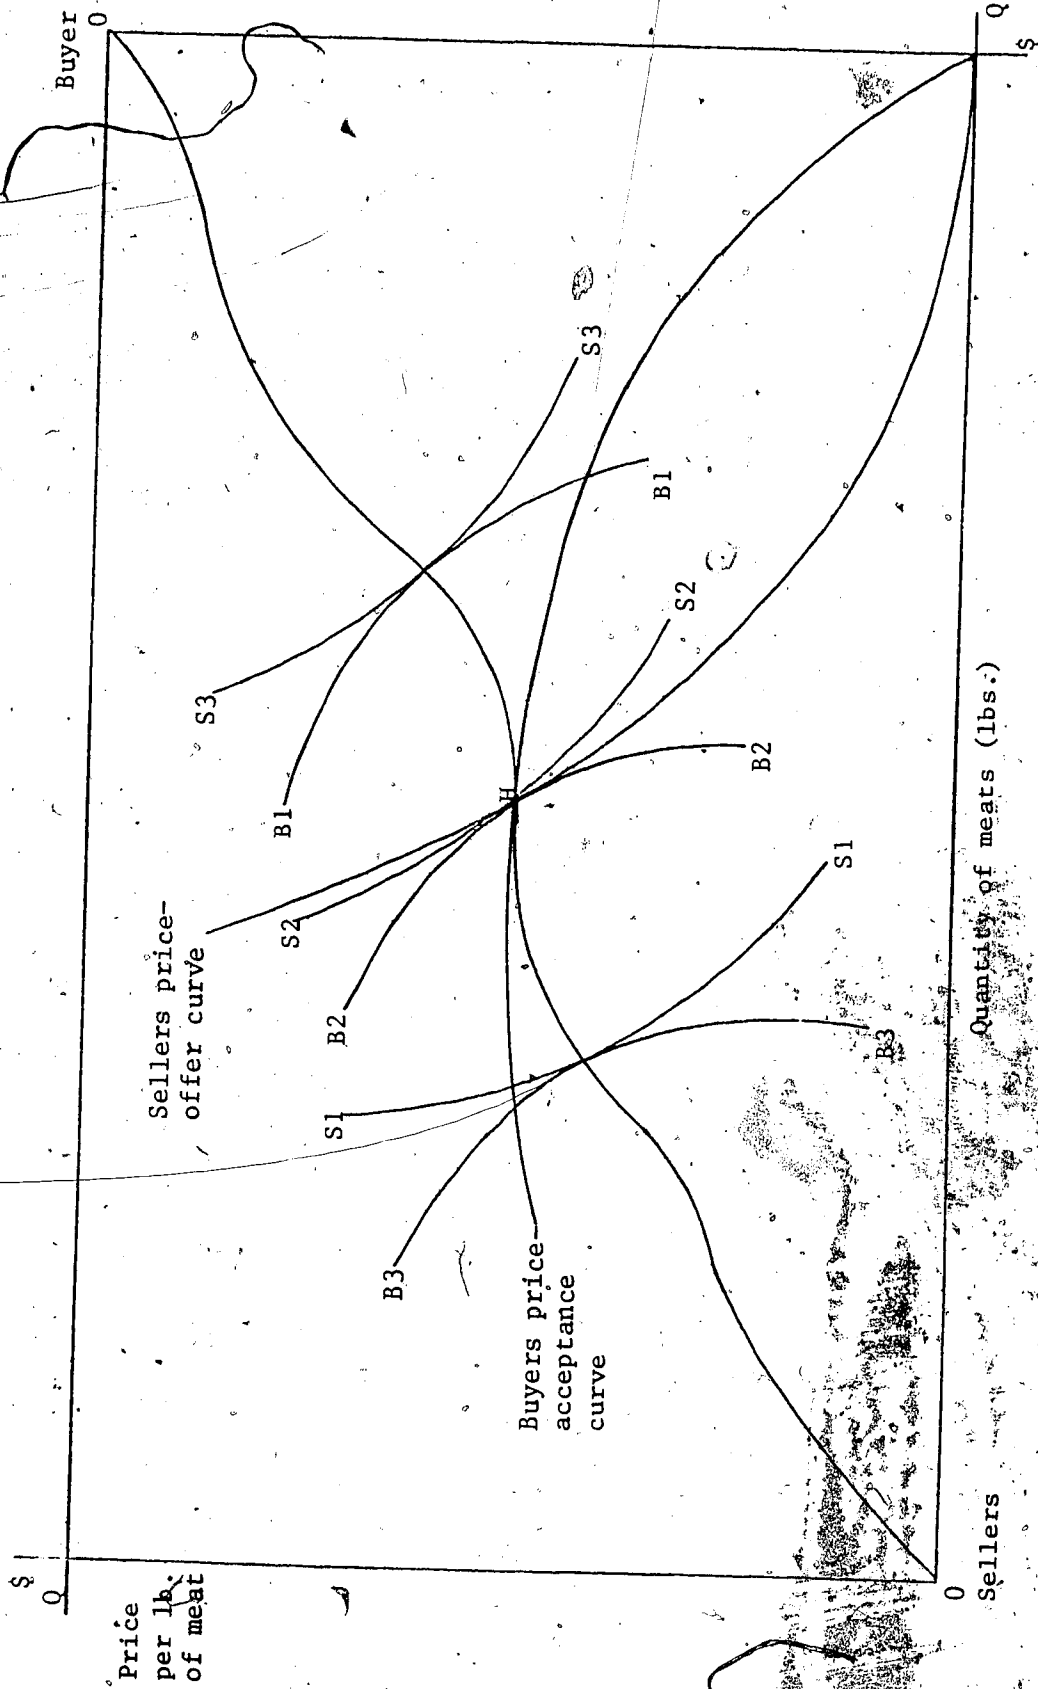 $
Q
Price
per lb.
of meat
Buyer
0
Sellers price-
offer curve
S3
B1
S2
B2
S1
B3
H
S3
B1
S2
B2
S1
B3
Buyers price-
acceptance
curve
0
Sellers
Quantity of meats (lbs.)
Q
$